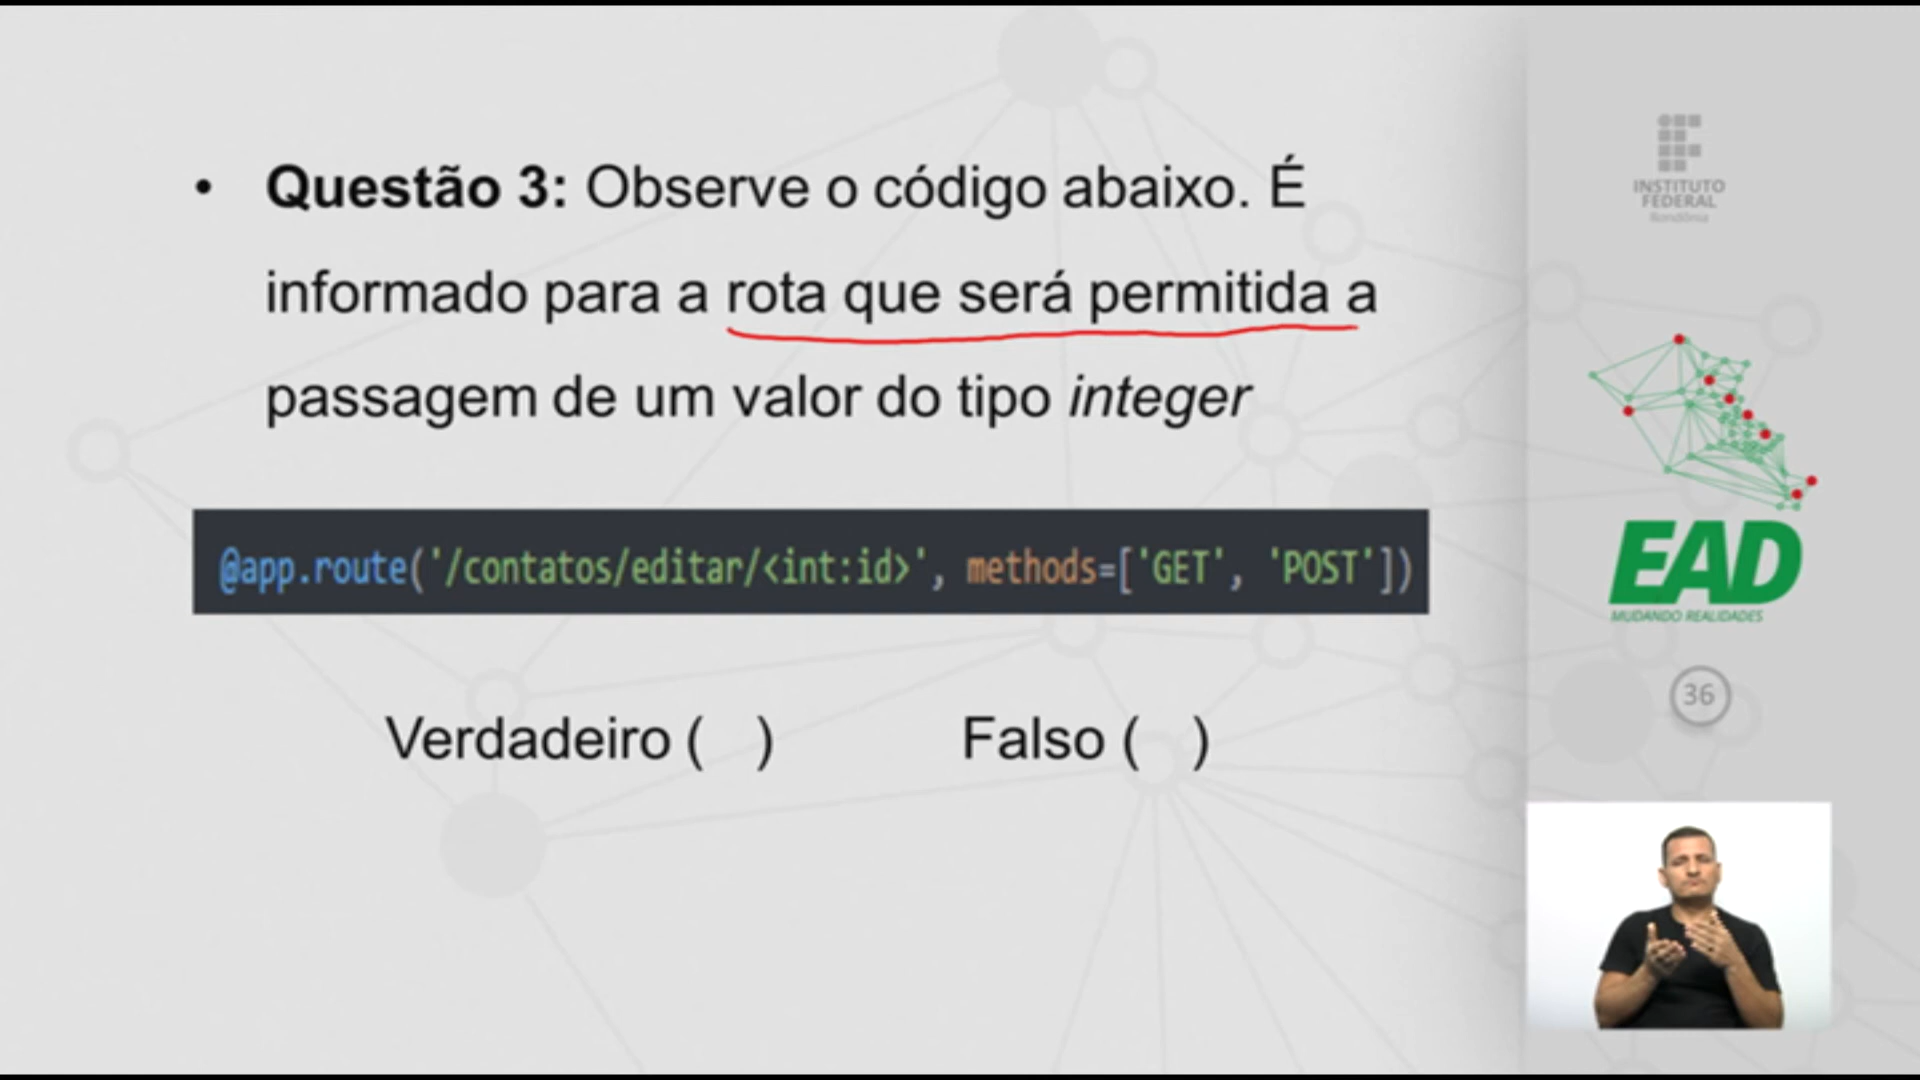 • Questão 3: Observe o código abaixo. É
informado para a rota que será permitida a
passagem de um valor do tipo integer
@app.route('/contatos/editar/<int:id>', methods=['GET', 'POST'])
Verdadeiro ( ) Falso ( )
INSTITUTO
FEDERAL
Rondônia
EAD
MUDANDO REALIDADES
36